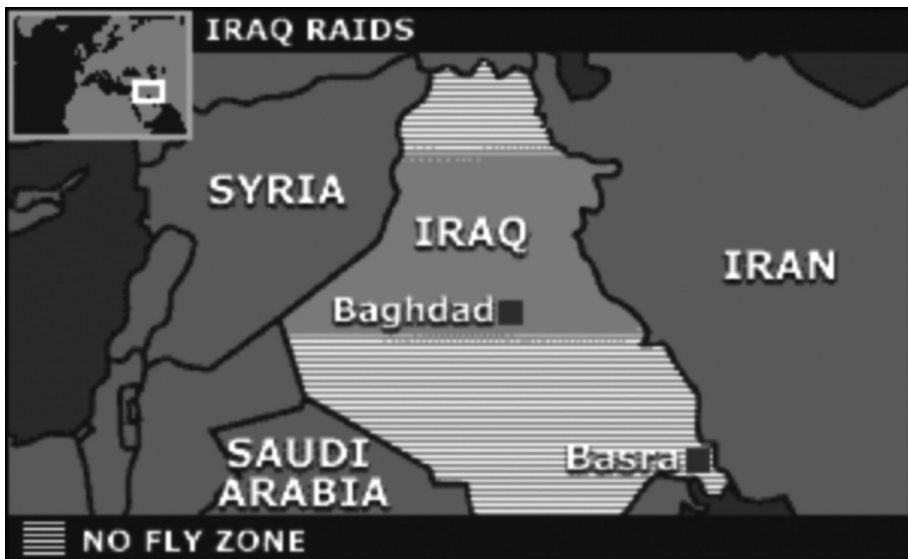 IRAQ RAIDS
SYRIA
IRAQ
IRAN
Baghdad
SAUDI
ARABIA
Basra
NO FLY ZONE